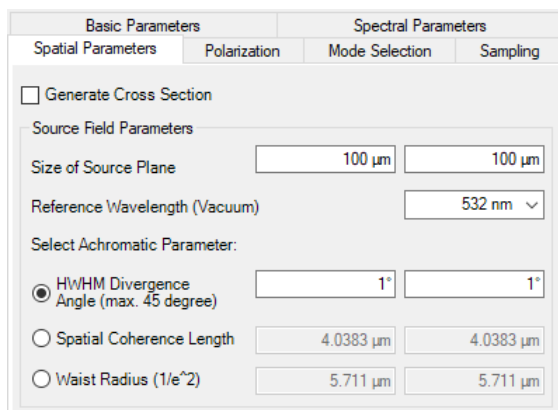 Basic Parameters Spectral Parameters
Spatial Parameters Polarization Mode Selection Sampling
Generate Cross Section
Source Field Parameters
Size of Source Plane 100 µm 100 µm
Reference Wavelength (Vacuum) 532 nm
Select Achromatic Parameter:
HWHM Divergence
Angle (max. 45 degree) 1° 1°
Spatial Coherence Length 4.0383 µm 4.0383 µm
Waist Radius (1/e^2) 5.711 µm 5.711 µm